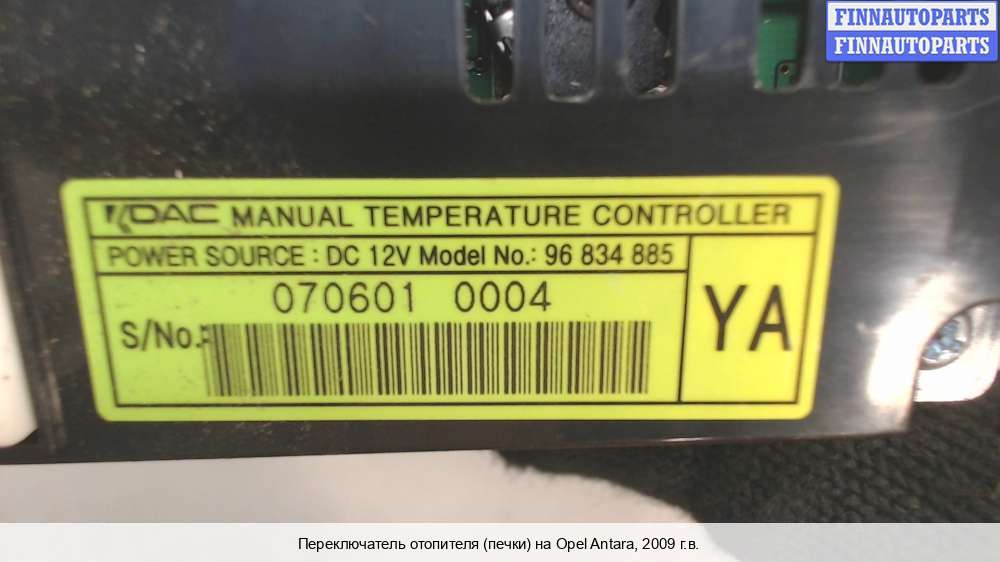 FINNAUTOPARTS
FINNAUTOPARTS
KDAC MANUAL TEMPERATURE CONTROLLER
POWER SOURCE : DC 12V Model No.: 96 834 885
070601 0004
S/No.:
YA
Переключатель отопителя (печки) на Opel Antara, 2009 г.в.